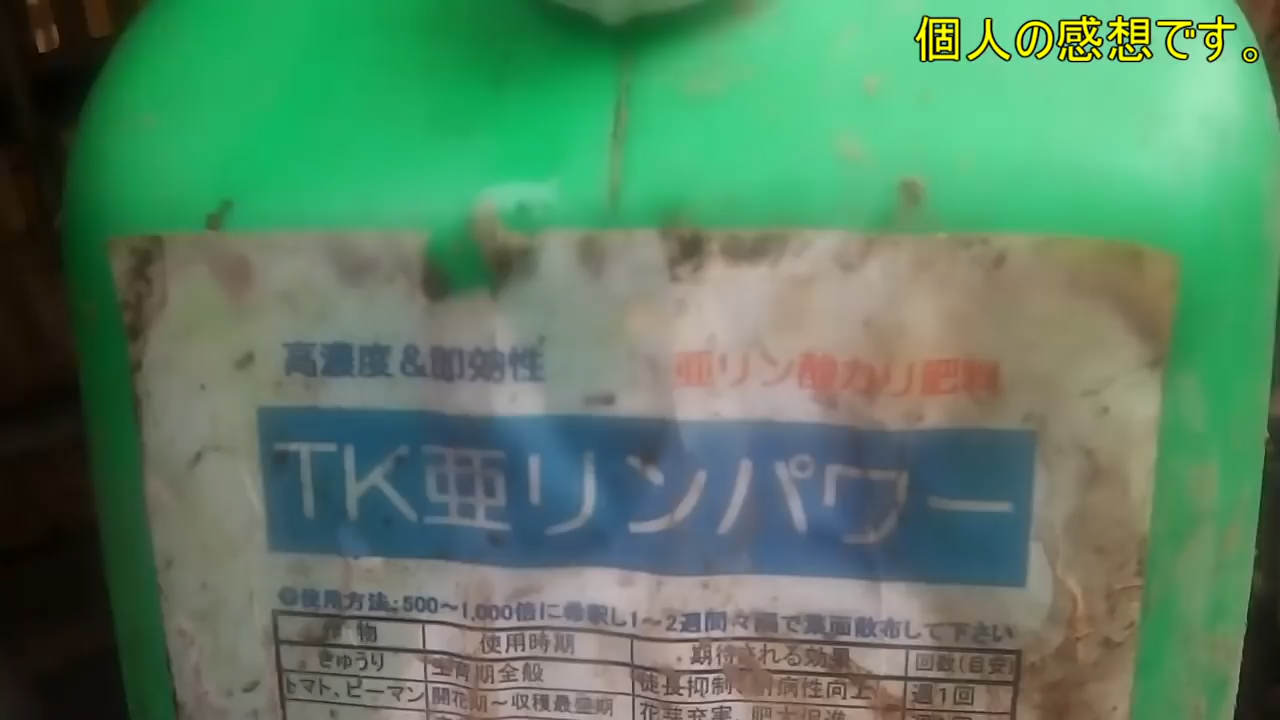 個人の感想です。
高濃度&即効性 亜リン酸カリ肥料
TK亜リンパワー
●使用方法:500~1,000倍に希釈し1~2週間々隔で葉面散布して下さい
作物 使用時期 期待される効果 回数(目安)
きゅうり 生育期全般 徒長抑制、耐病性向上 週1回
トマト、ピーマン 開花期~収穫最盛期 花芽充実、肥大促進